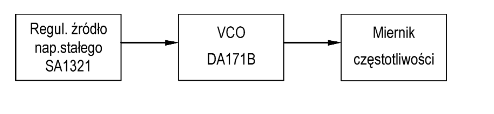 Regul. źródło
nap.stałego
SA1321
VCO
DA171B
Miernik
częstotliwości